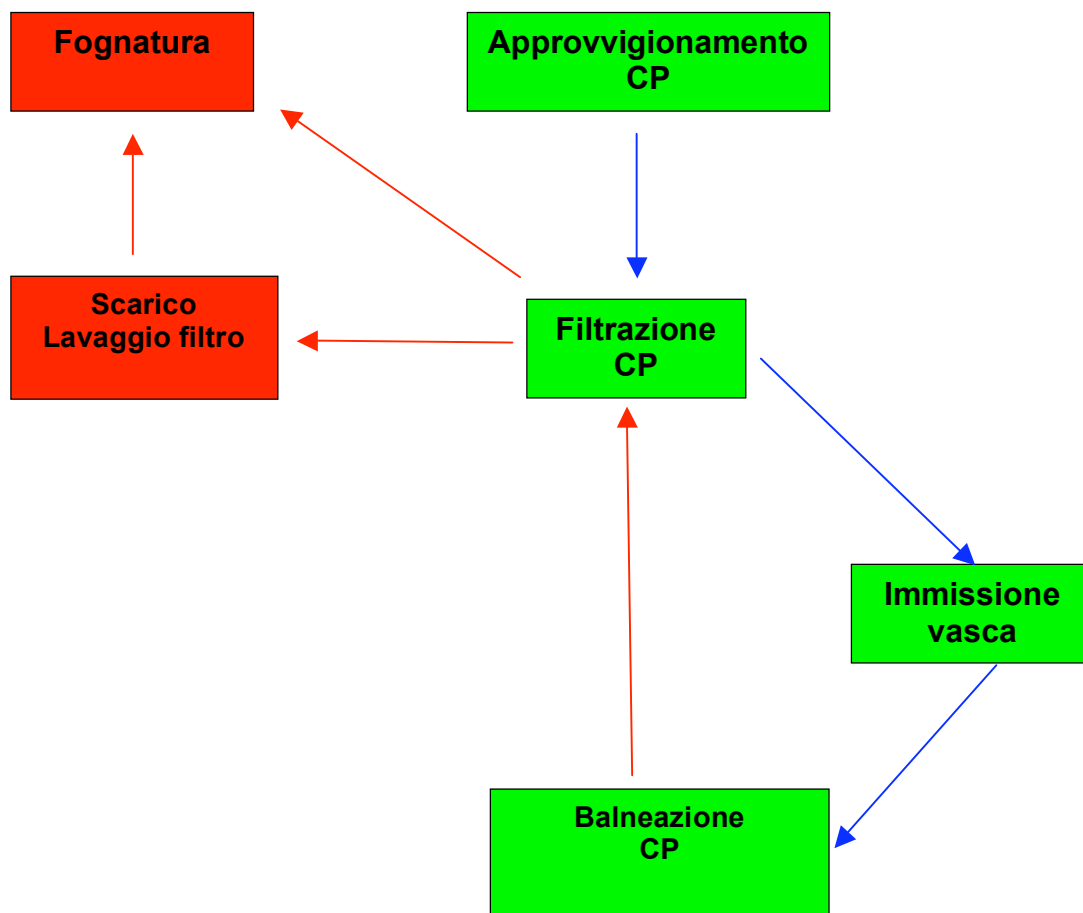 Fognatura
Approvvigionamento
CP
Scarico
Lavaggio filtro
Filtrazione
CP
Immissione
vasca
Balneazione
CP